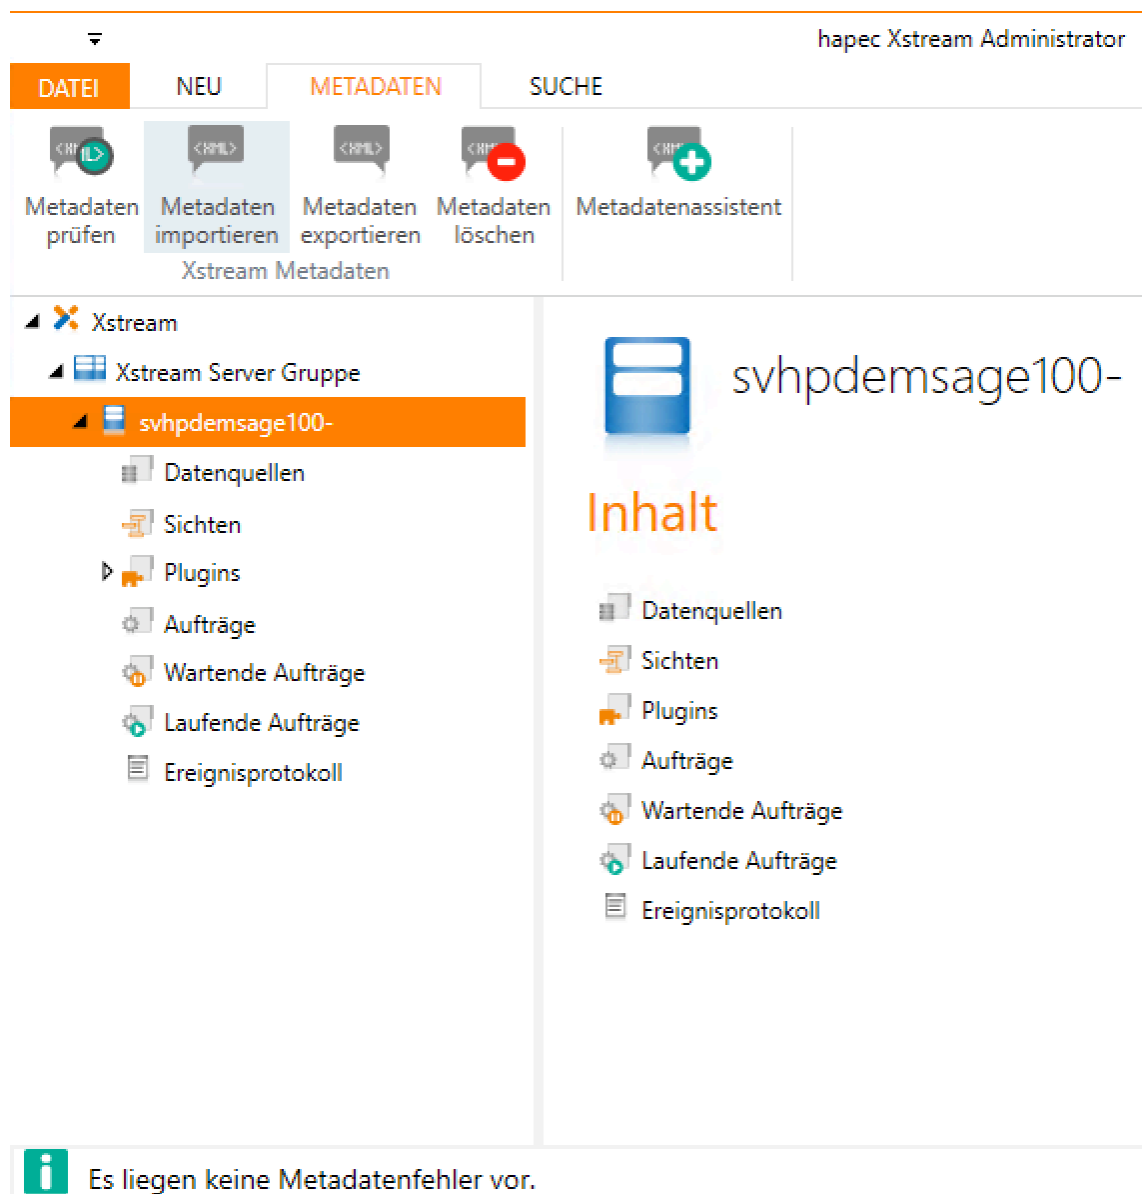 hapec Xstream Administrator
DATEI NEU METADATEN SUCHE
Metadaten prüfen
Metadaten importieren
Metadaten exportieren
Metadaten löschen
Metadatenassistent
Xstream Metadaten
Xstream
Xstream Server Gruppe
svhpdemsage100-
Datenquellen
Sichten
Plugins
Aufträge
Wartende Aufträge
Laufende Aufträge
Ereignisprotokoll
svhpdemsage100-
Inhalt
Datenquellen
Sichten
Plugins
Aufträge
Wartende Aufträge
Laufende Aufträge
Ereignisprotokoll
Es liegen keine Metadatenfehler vor.